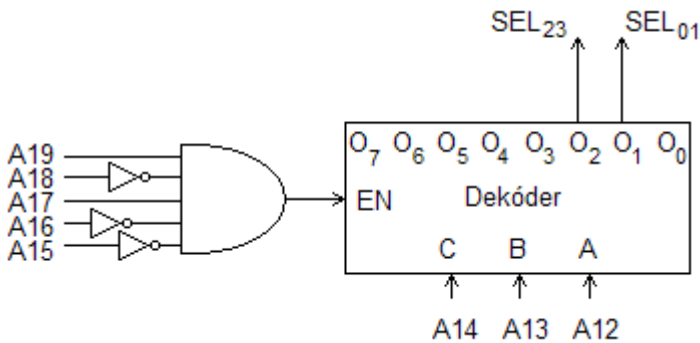 SEL23 SEL01
O7 O6 O5 O4 O3 O2 O1 O0
A19
A18
A17
A16
A15
EN Dekóder
C B A
A14 A13 A12